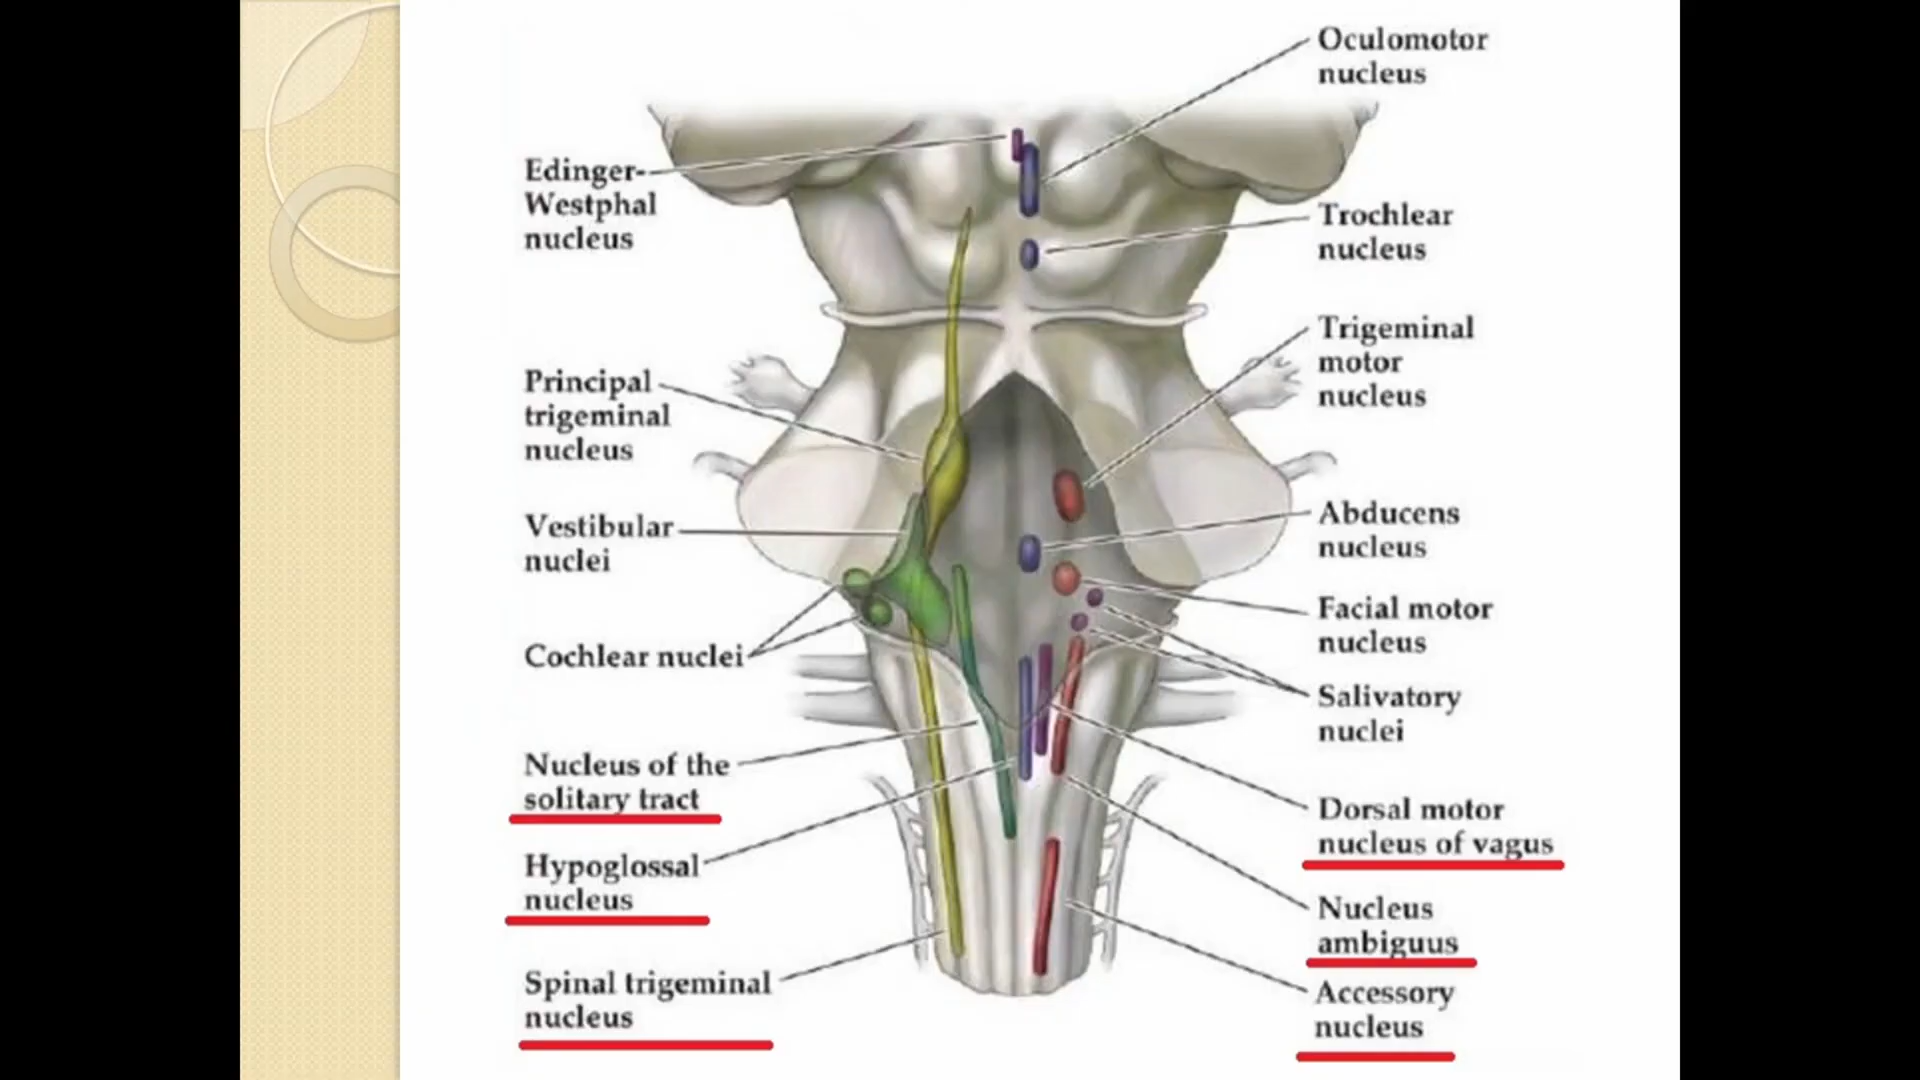 Oculomotor
nucleus
Edinger-
Westphal
nucleus
Trochlear
nucleus
Trigeminal
motor
nucleus
Principal
trigeminal
nucleus
Abducens
nucleus
Vestibular
nuclei
Facial motor
nucleus
Cochlear nuclei
Salivatory
nuclei
Nucleus of the
solitary tract
Dorsal motor
nucleus of vagus
Hypoglossal
nucleus
Nucleus
ambiguus
Spinal trigeminal
nucleus
Accessory
nucleus